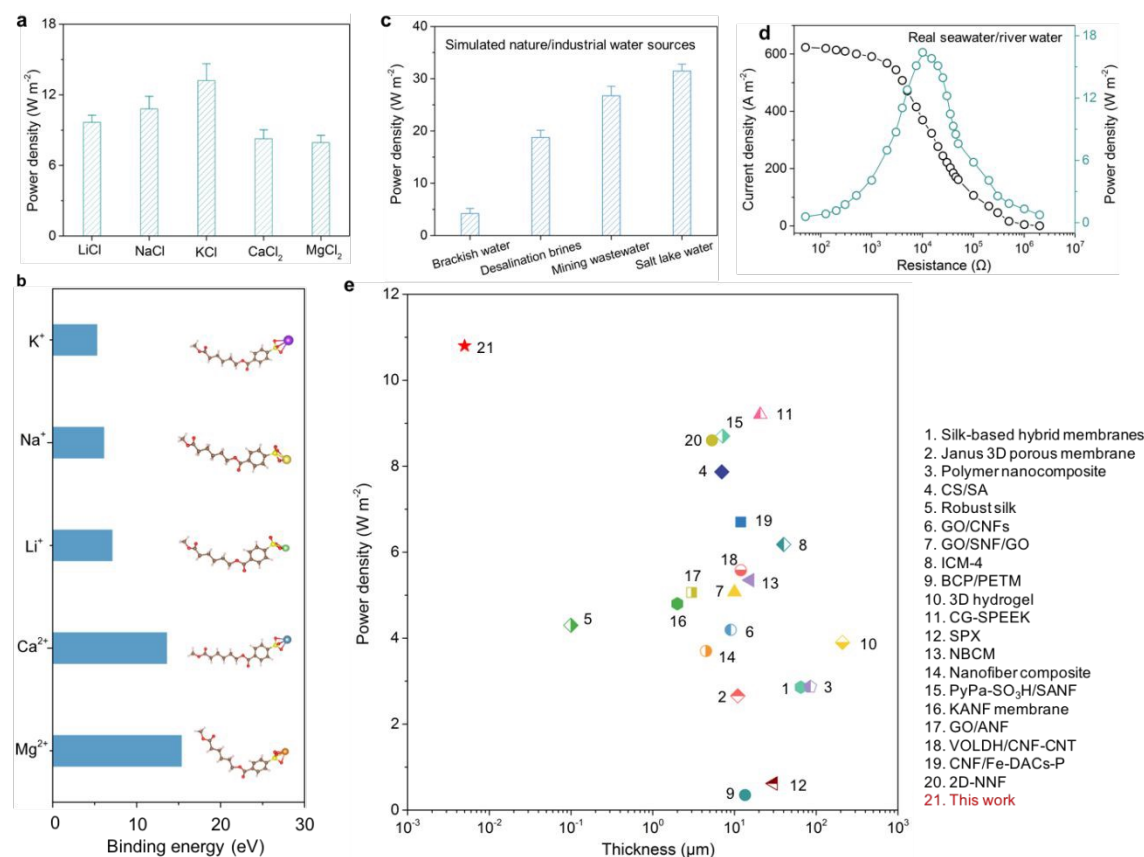 a
18
12
6
0
Power density (W m⁻²)
LiCl
NaCl
KCl
CaCl₂
MgCl₂
c
Simulated nature/industrial water sources
40
30
20
10
0
Power density (W m⁻²)
Brackish water
Desalination brines
Mining wastewater
Salt lake water
d
Real seawater/river water
600
400
200
0
Current density (A m⁻²)
18
12
6
0
Power density (W m⁻²)
10²
10³
10⁴
10⁵
10⁶
10⁷
Resistance (Ω)
b
K⁺
Na⁺
Li⁺
Ca²⁺
Mg²⁺
0
10
20
30
Binding energy (eV)
e
12
10
8
6
4
2
0
Power density (W m⁻²)
21
11
15
20
4
19
8
18
13
17
7
16
5
6
10
14
1
3
2
12
9
10⁻³
10⁻²
10⁻¹
10⁰
10¹
10²
10³
Thickness (μm)
1. Silk-based hybrid membranes
2. Janus 3D porous membrane
3. Polymer nanocomposite
4. CS/SA
5. Robust silk
6. GO/CNFs
7. GO/SNF/GO
8. ICM-4
9. BCP/PETM
10. 3D hydrogel
11. CG-SPEEK
12. SPX
13. NBCM
14. Nanofiber composite
15. PyPa-SO₃H/SANF
16. KANF membrane
17. GO/ANF
18. VOLDH/CNF-CNT
19. CNF/Fe-DACs-P
20. 2D-NNF
21. This work